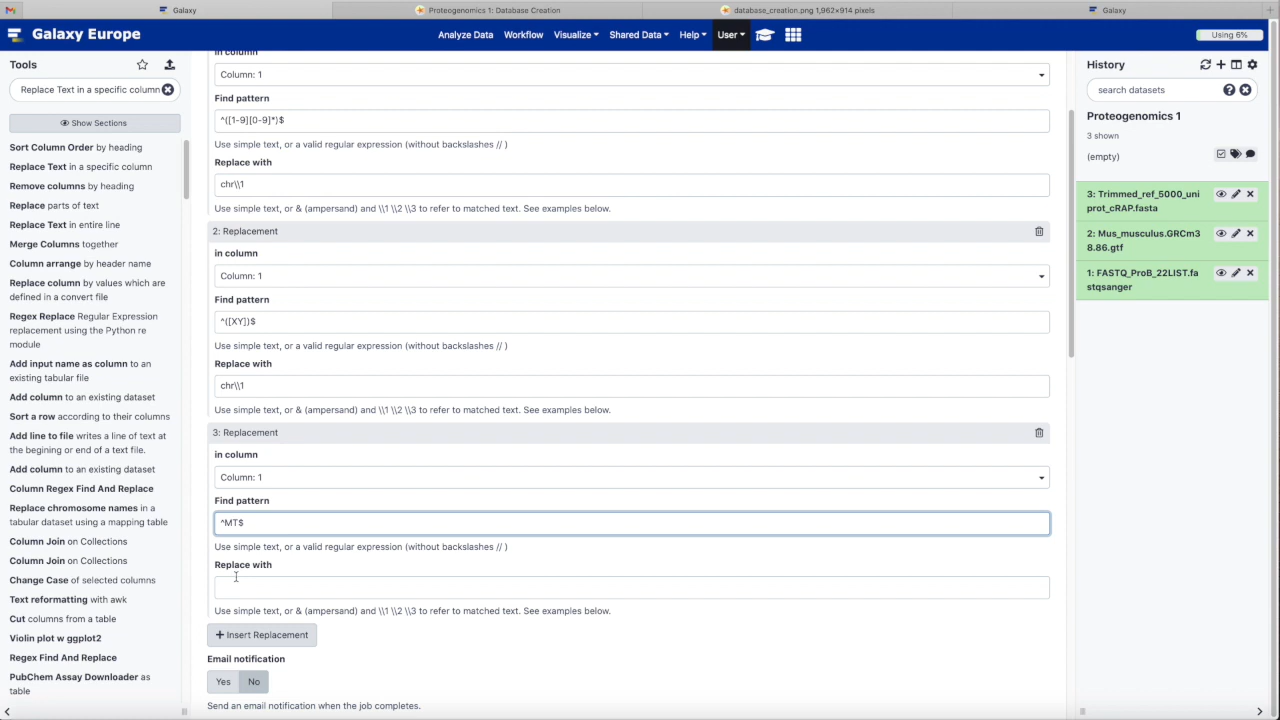 Galaxy
Proteogenomics 1: Database Creation
database_creation.png 1,962×914 pixels
Galaxy
Galaxy Europe
Analyze Data
Workflow
Visualize
Shared Data
Help
User
Using 6%
Tools
Replace Text in a specific column
Show Sections
Sort Column Order by heading
Replace Text in a specific column
Remove columns by heading
Replace parts of text
Replace Text in entire line
Merge Columns together
Column arrange by header name
Replace column by values which are
defined in a convert file
Regex Replace Regular Expression
replacement using the Python re
module
Add input name as column to an
existing tabular file
Add column to an existing dataset
Sort a row according to their columns
Add line to file writes a line of text at
the begining or end of a text file.
Add column to an existing dataset
Column Regex Find And Replace
Replace chromosome names in a
tabular dataset using a mapping table
Column Join on Collections
Column Join on Collections
Change Case of selected columns
Text reformatting with awk
Cut columns from a table
Violin plot w ggplot2
Regex Find And Replace
PubChem Assay Downloader as
table
in column
Column: 1
Find pattern
^([1-9][0-9]*)$
Use simple text, or a valid regular expression (without backslashes // )
Replace with
chr\\1
Use simple text, or & (ampersand) and \\1 \\2 \\3 to refer to matched text. See examples below.
2: Replacement
in column
Column: 1
Find pattern
^([XY])$
Use simple text, or a valid regular expression (without backslashes // )
Replace with
chr\\1
Use simple text, or & (ampersand) and \\1 \\2 \\3 to refer to matched text. See examples below.
3: Replacement
in column
Column: 1
Find pattern
^MT$
Use simple text, or a valid regular expression (without backslashes // )
Replace with
Use simple text, or & (ampersand) and \\1 \\2 \\3 to refer to matched text. See examples below.
+ Insert Replacement
Email notification
Yes
No
Send an email notification when the job completes.
History
search datasets
Proteogenomics 1
3 shown
(empty)
3: Trimmed_ref_5000_uni
prot_cRAP.fasta
2: Mus_musculus.GRCm3
8.86.gtf
1: FASTQ_ProB_22LIST.fa
stqsanger